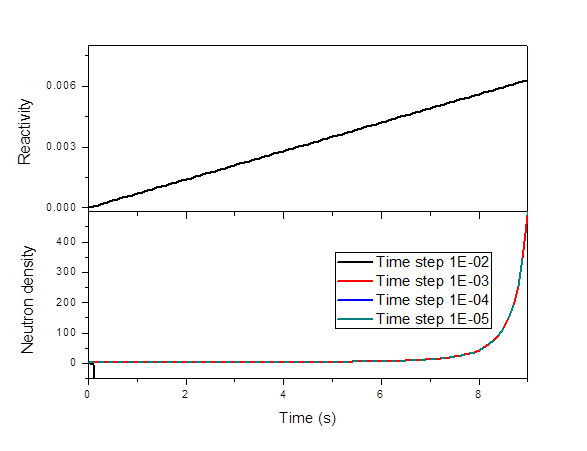 0.006
0.003
0.000
Reactivity
400
300
200
100
0
Neutron density
Time step 1E-02
Time step 1E-03
Time step 1E-04
Time step 1E-05
0 2 4 6 8
Time (s)